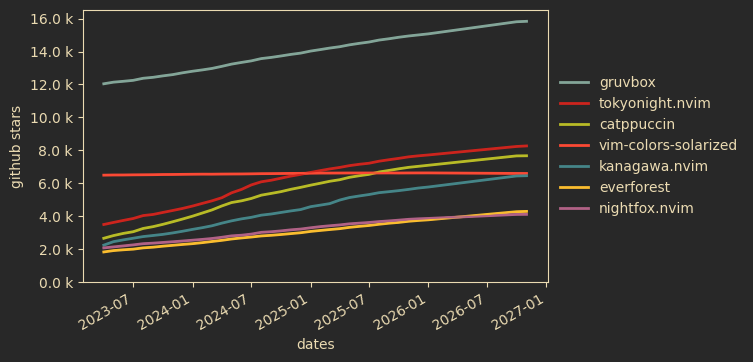 16.0 k
14.0 k
12.0 k
10.0 k
8.0 k
6.0 k
4.0 k
2.0 k
0.0 k
github stars
2023-07
2024-01
2024-07
2025-01
2025-07
2026-01
2026-07
2027-01
dates
gruvbox
tokyonight.nvim
catppuccin
vim-colors-solarized
kanagawa.nvim
everforest
nightfox.nvim